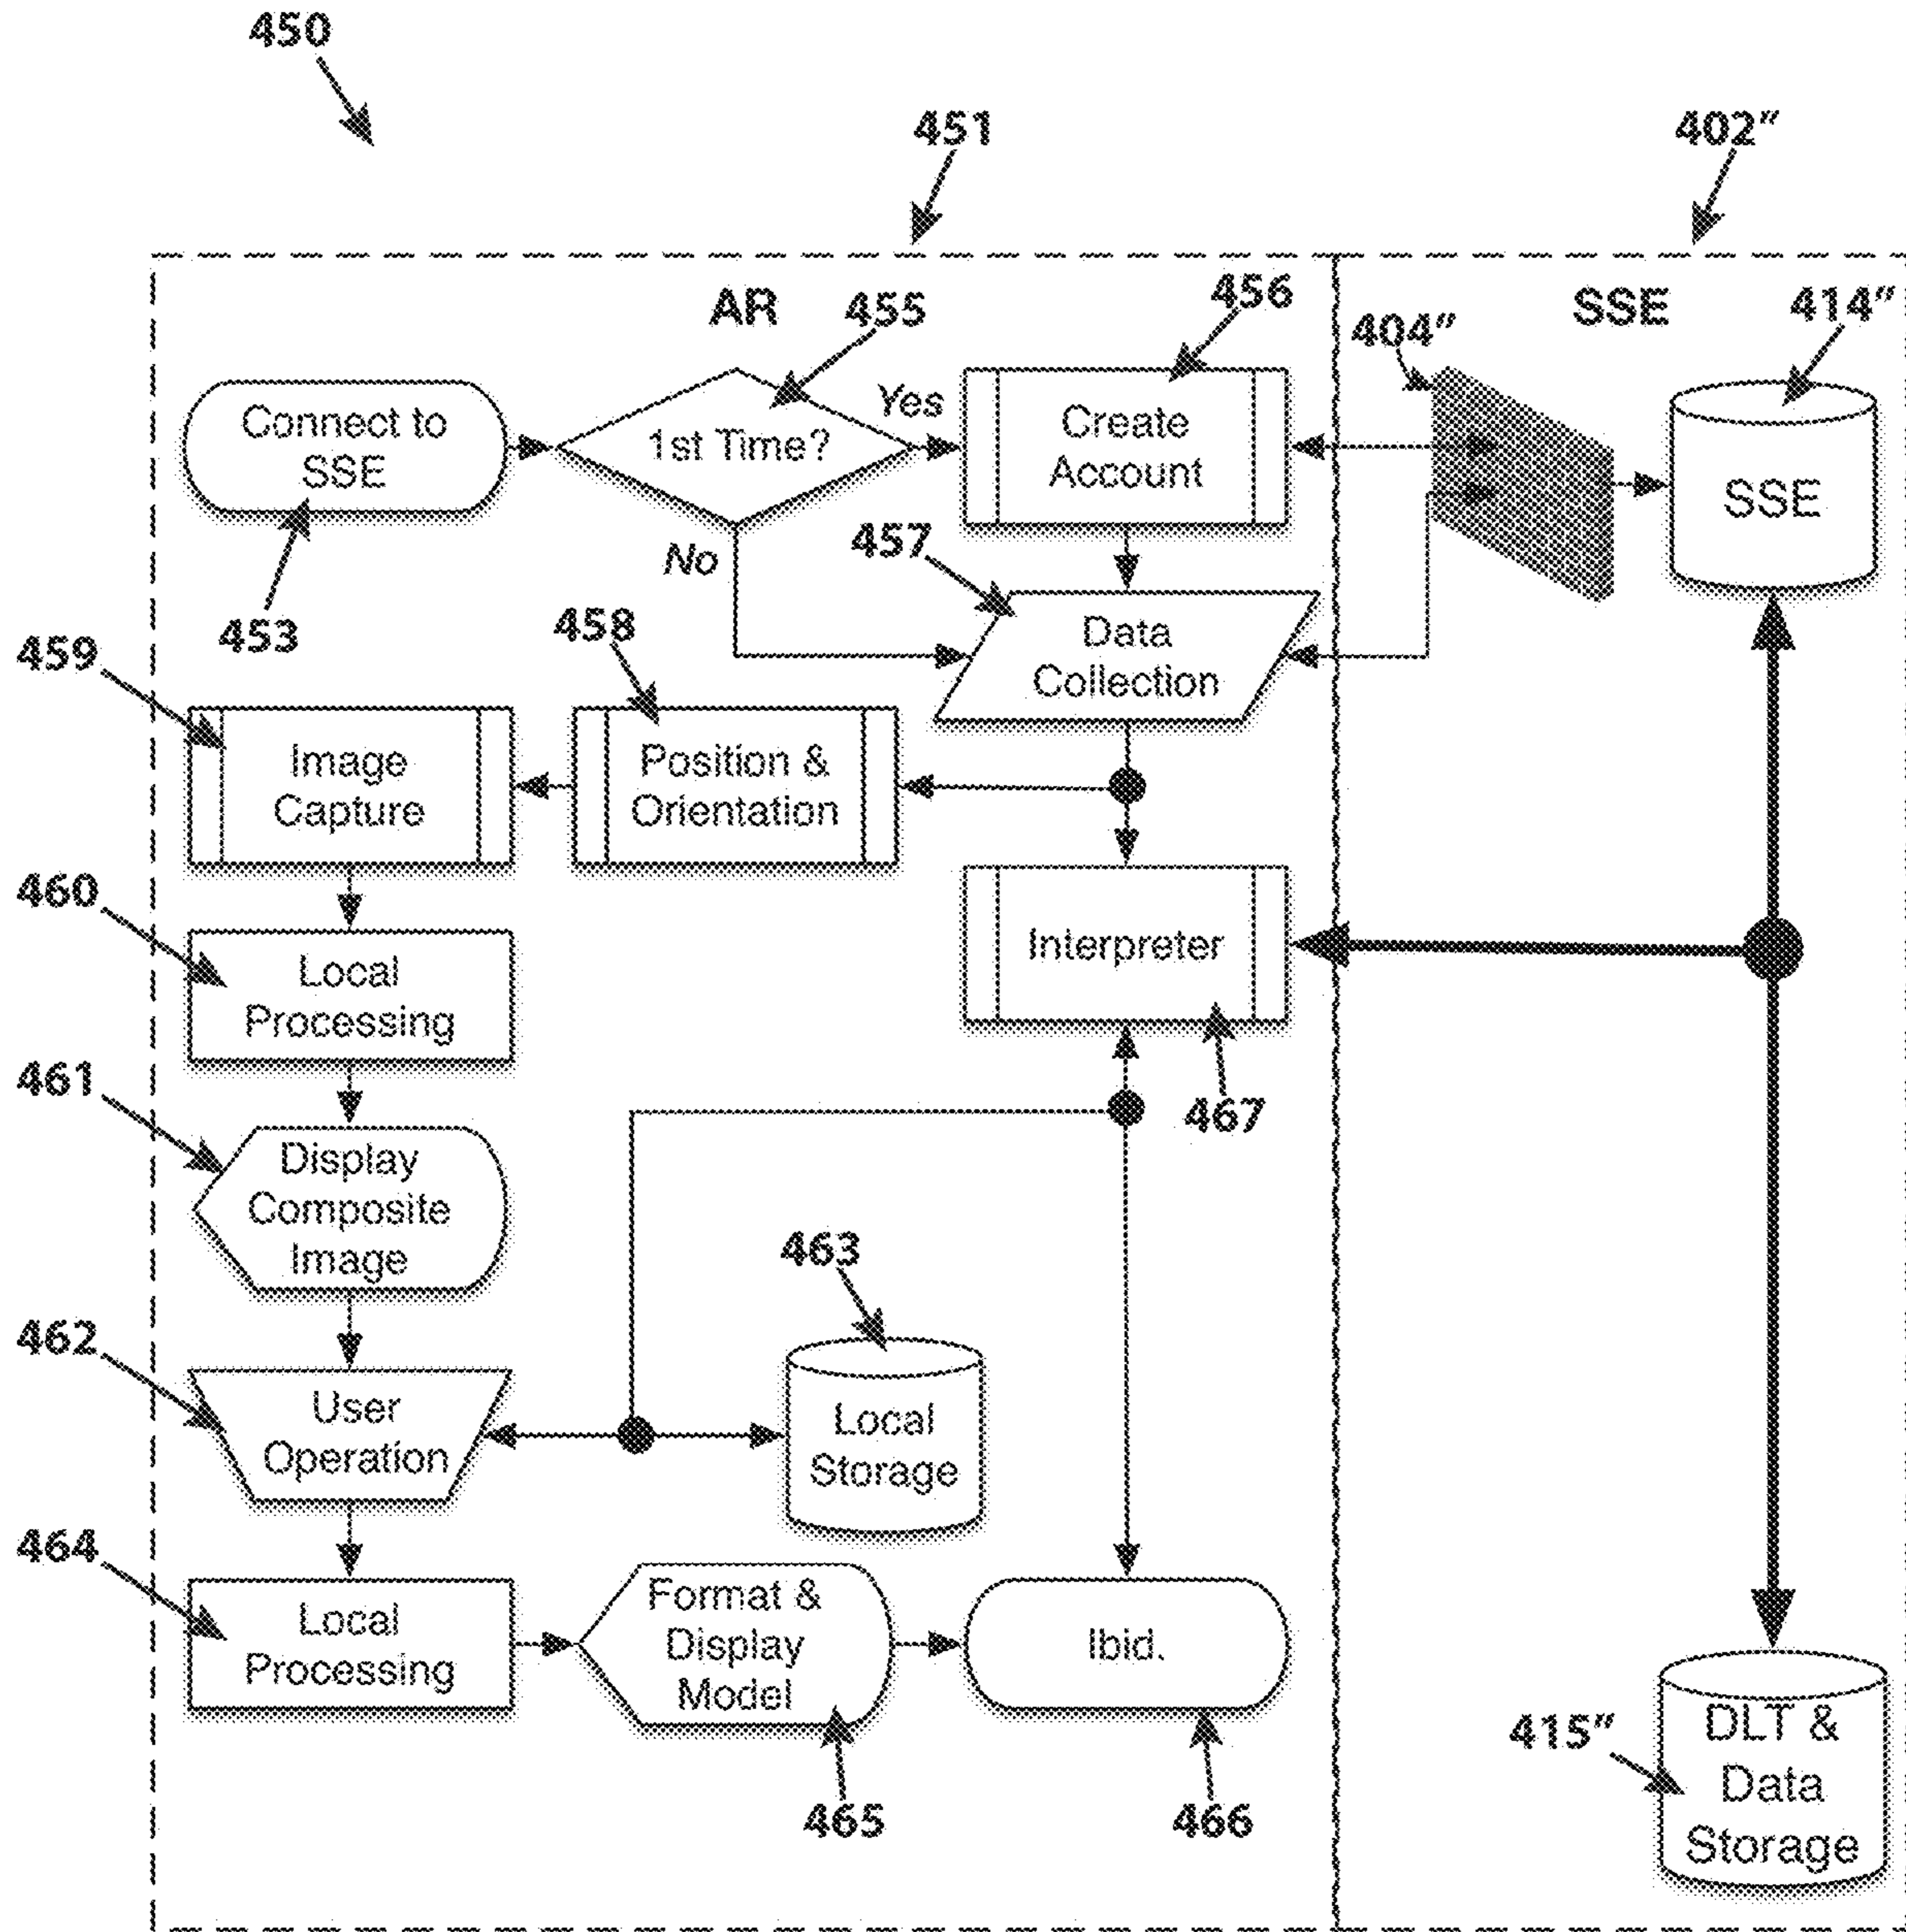 450
451
402"
AR
455
456
SSE
404"
414"
Connect to
SSE
1st Time?
Yes
Create
Account
SSE
No
457
453
458
Data
Collection
459
Image
Capture
Position &
Orientation
460
Interpreter
Local
Processing
461
467
Display
Composite
Image
463
462
User
Operation
Local
Storage
464
Local
Processing
Format &
Display
Model
Ibid.
415"
DLT &
Data
Storage
465
466